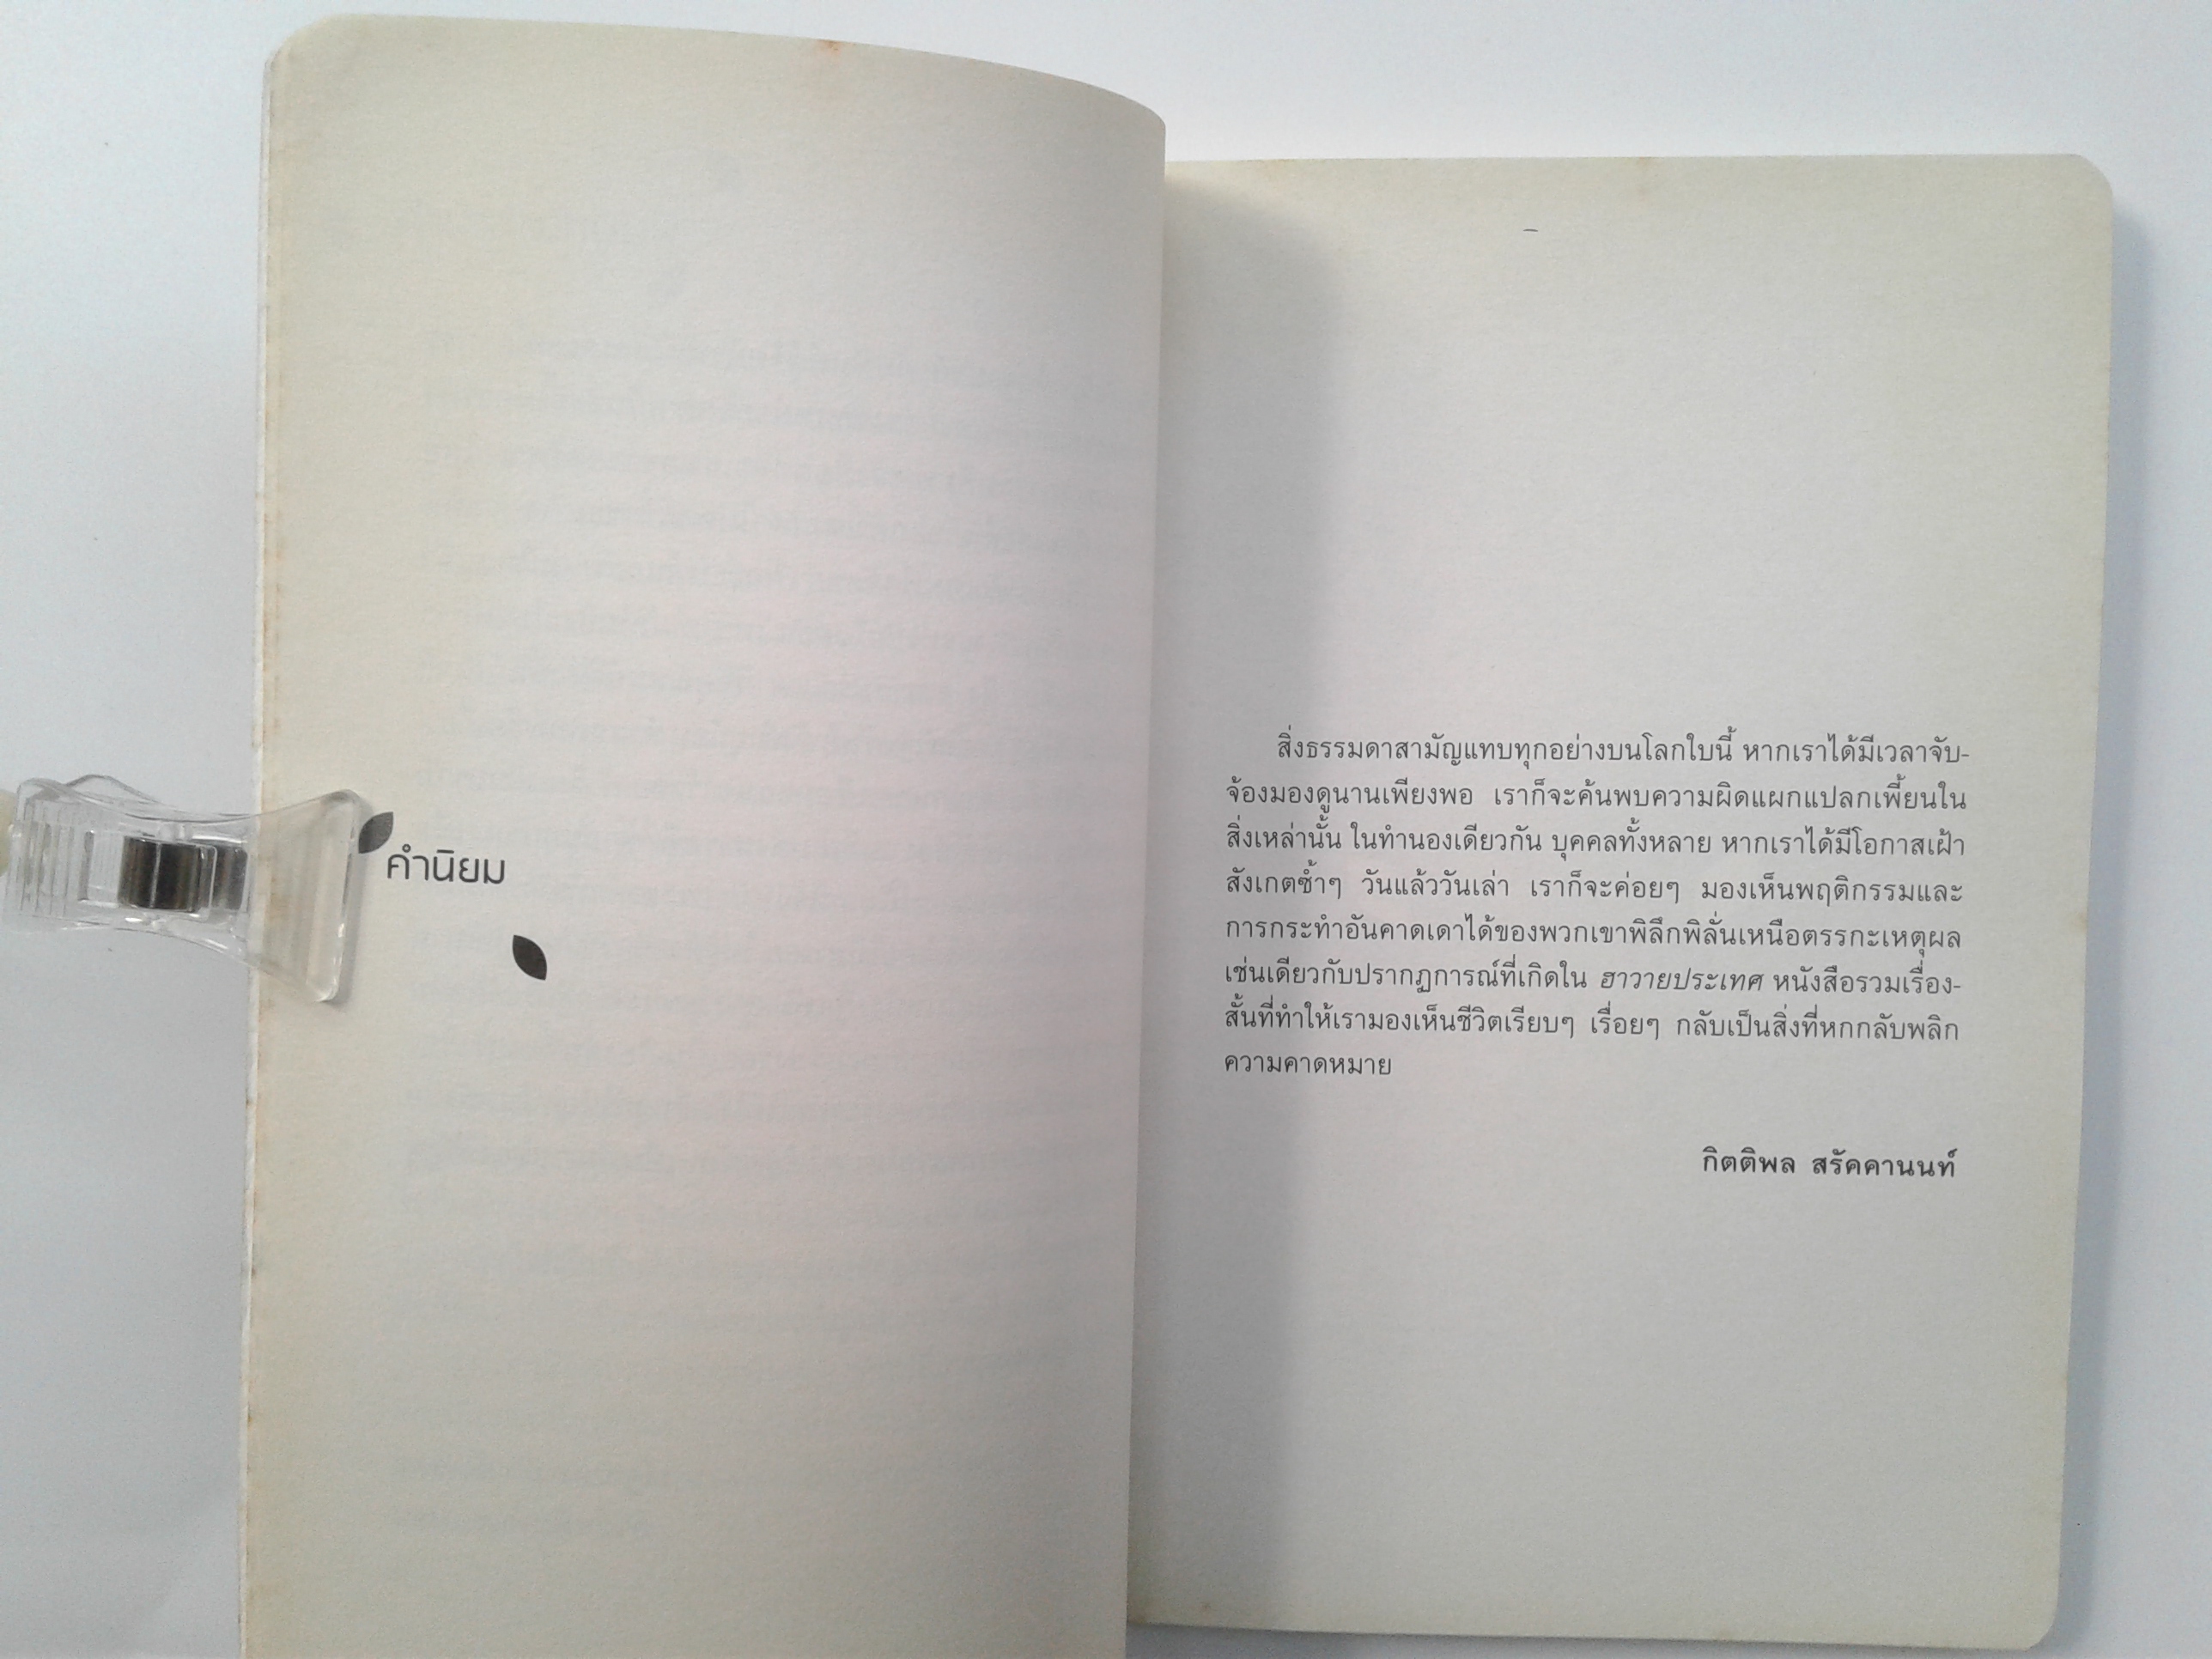 คำนิยม
สิ่งธรรมดาสามัญแทบทุกอย่างบนโลกใบนี้ หากเราได้มีเวลาจับ-
จ้องมองดูนานเพียงพอ เราก็จะค้นพบความผิดแผกแปลกเพี้ยนใน
สิ่งเหล่านั้น ในทำนองเดียวกัน บุคคลทั้งหลาย หากเราได้มีโอกาสเฝ้า
สังเกตซ้ำๆ วันแล้ววันเล่า เราก็จะค่อยๆ มองเห็นพฤติกรรมและ
การกระทำอันคาดเดาได้ของพวกเขาพิลึกพิลั่นเหนือตรรกะเหตุผล
เช่นเดียวกับปรากฏการณ์ที่เกิดใน ฮาวายประเทศ หนังสือรวมเรื่อง-
สั้นที่ทำให้เรามองเห็นชีวิตเรียบๆ เรื่อยๆ กลับเป็นสิ่งที่หกกลับพลิก
ความคาดหมาย
กิตติพล สรัคคานนท์